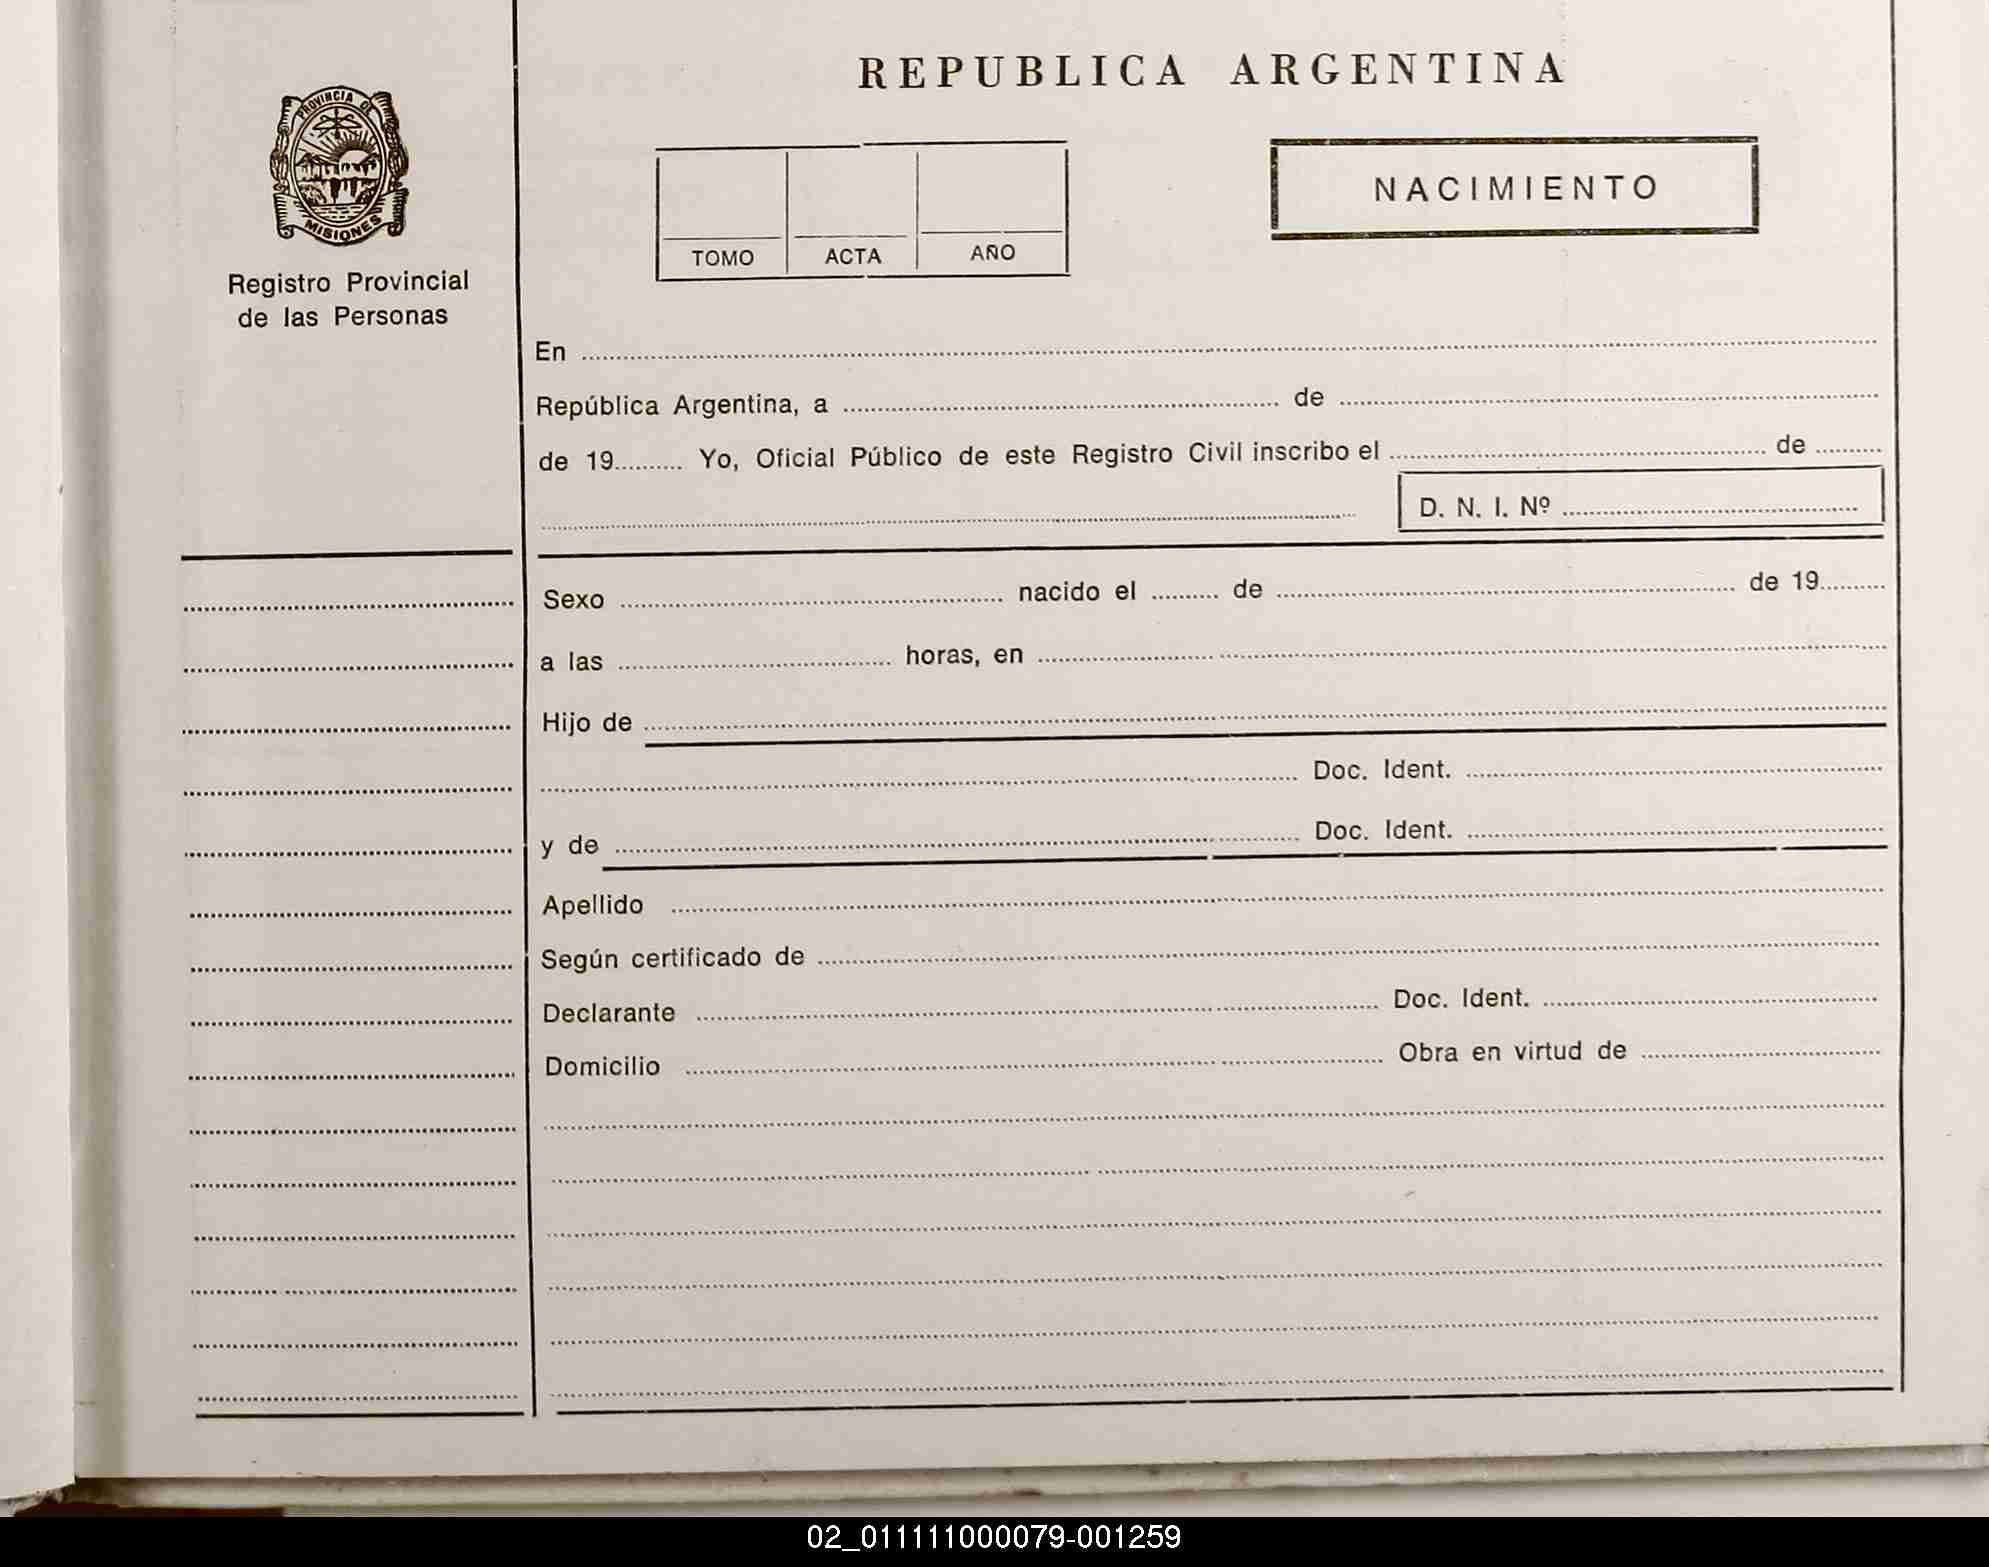 PROVINCIA DE
MISIONES
Registro Provincial
de las Personas
REPUBLICA ARGENTINA
TOMO ACTA AÑO
NACIMIENTO
En
República Argentina, a de
de 19 Yo, Oficial Público de este Registro Civil inscribo el de
D. N. I. Nº
Sexo nacido el de de 19
a las horas, en
Hijo de
Doc. Ident.
y de Doc. Ident.
Apellido
Según certificado de
Declarante Doc. Ident.
Domicilio Obra en virtud de
02_011111000079-001259